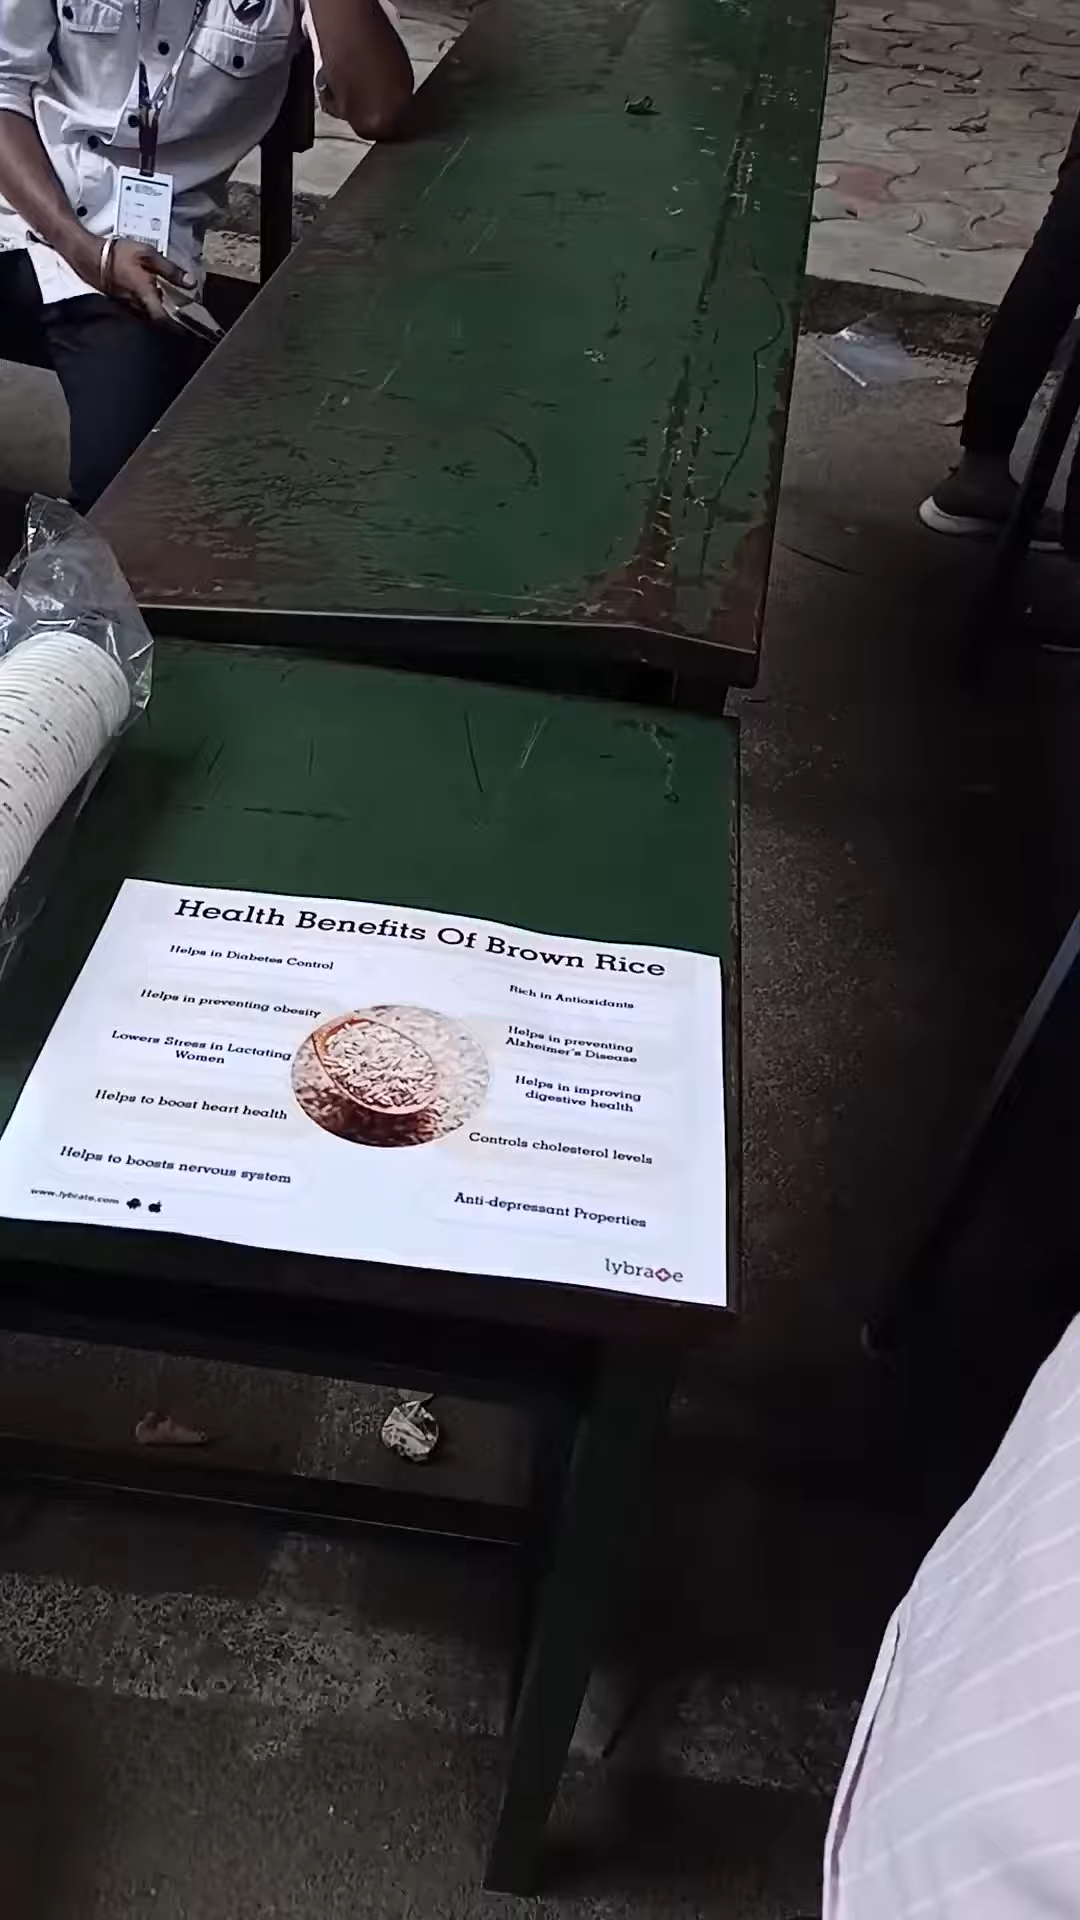 Health Benefits Of Brown Rice
Helps in Diabetes Control
Helps in preventing obesity
Lowers Stress in Lactating
Women
Helps to boost heart health
Helps to boosts nervous system
www.lybrate.com
Rich in Antioxidants
Helps in preventing
Alzheimer's Disease
Helps in improving
digestive health
Controls cholesterol levels
Anti-depressant Properties
lybrate